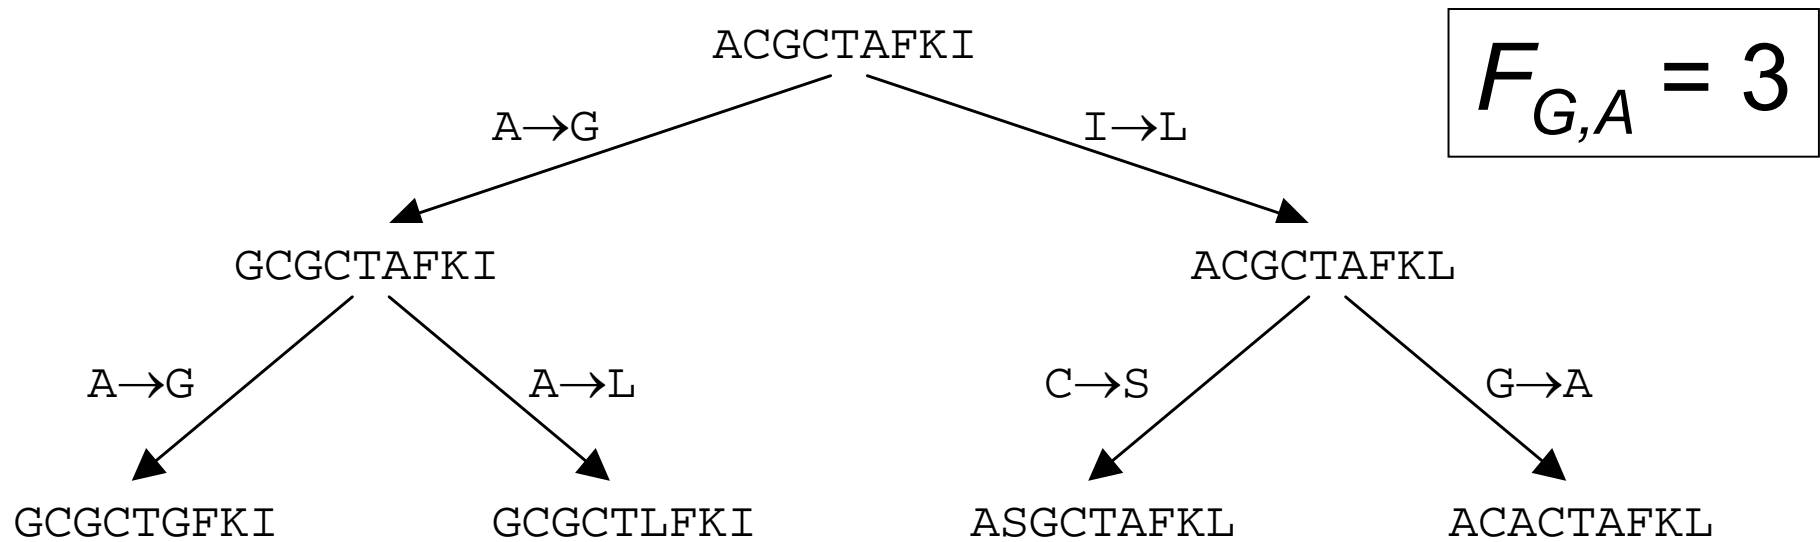 ACGCTAFKI
F_{G,A} = 3
A→G
I→L
GCGCTAFKI
ACGCTAFKL
A→G
A→L
C→S
G→A
GCGCTGFKI
GCGCTLFKI
ASGCTAFKL
ACACTAFKL